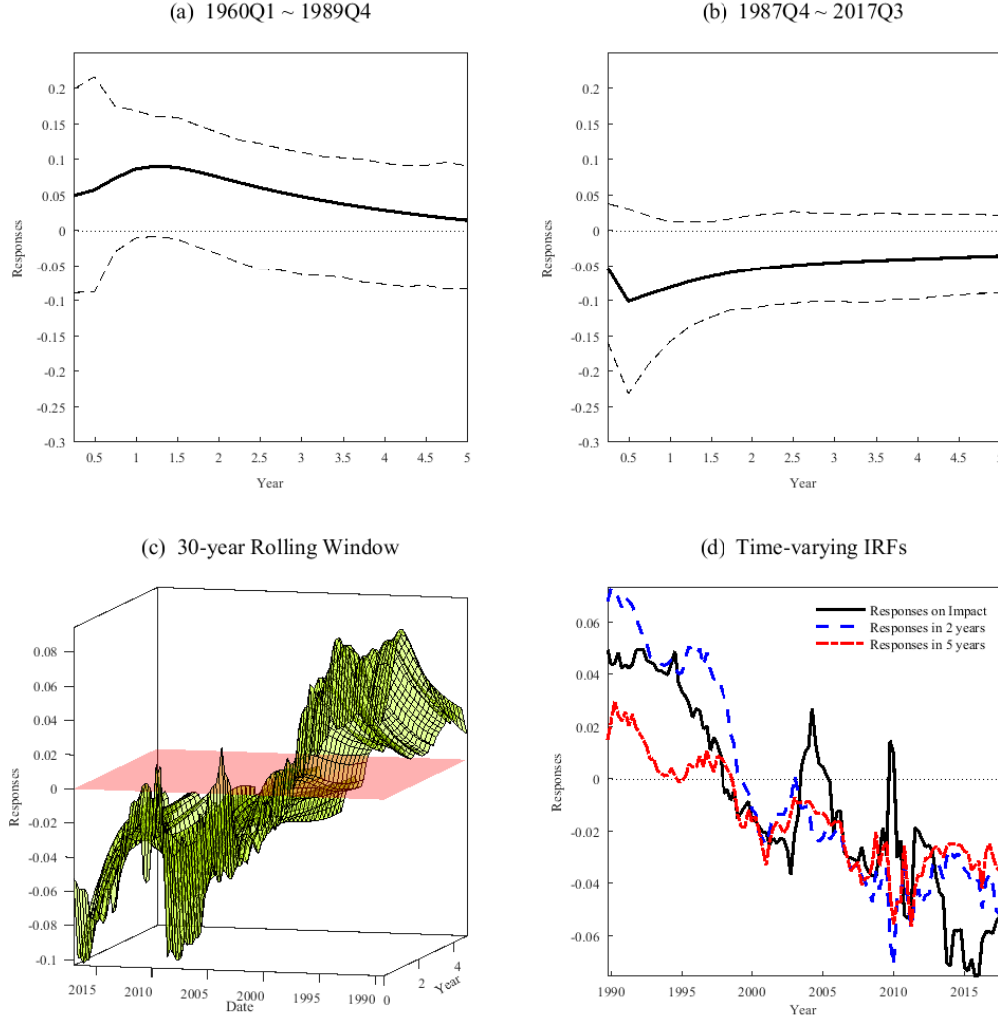 (a) 1960Q1 ~ 1989Q4
0.2
0.15
0.1
0.05
0
-0.05
-0.1
-0.15
-0.2
-0.25
-0.3
Responses
0.5 1 1.5 2 2.5 3 3.5 4 4.5 5
Year
(b) 1987Q4 ~ 2017Q3
0.2
0.15
0.1
0.05
0
-0.05
-0.1
-0.15
-0.2
-0.25
-0.3
Responses
0.5 1 1.5 2 2.5 3 3.5 4 4.5
Year
(c) 30-year Rolling Window
0.08
0.06
0.04
0.02
0
-0.02
-0.04
-0.06
-0.08
-0.1
Responses
2015 2010 2005 2000 1995 1990
Date
0 2 4
Year
(d) Time-varying IRFs
Responses on Impact
Responses in 2 years
Responses in 5 years
0.06
0.04
0.02
0
-0.02
-0.04
-0.06
Responses
1990 1995 2000 2005 2010 2015
Year